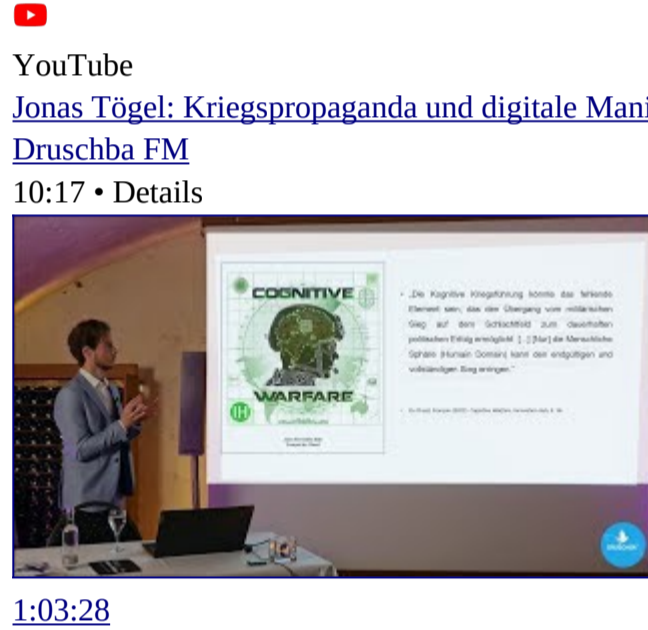 YouTube
Jonas Tögel: Kriegspropaganda und digitale Mani
Druschba FM
10:17 • Details
COGNITIVE
WARFARE
IH
„Die Kognitive Kriegsführung könnte das fehlende
Element sein, das den Übergang vom militärischen
Sieg auf dem Schlachtfeld zum dauerhaften
politischen Erfolg ermöglicht. [...] [Nur] die Menschliche
Sphäre (Human Domain) kann den endgültigen und
vollständigen Sieg erringen."
1:03:28